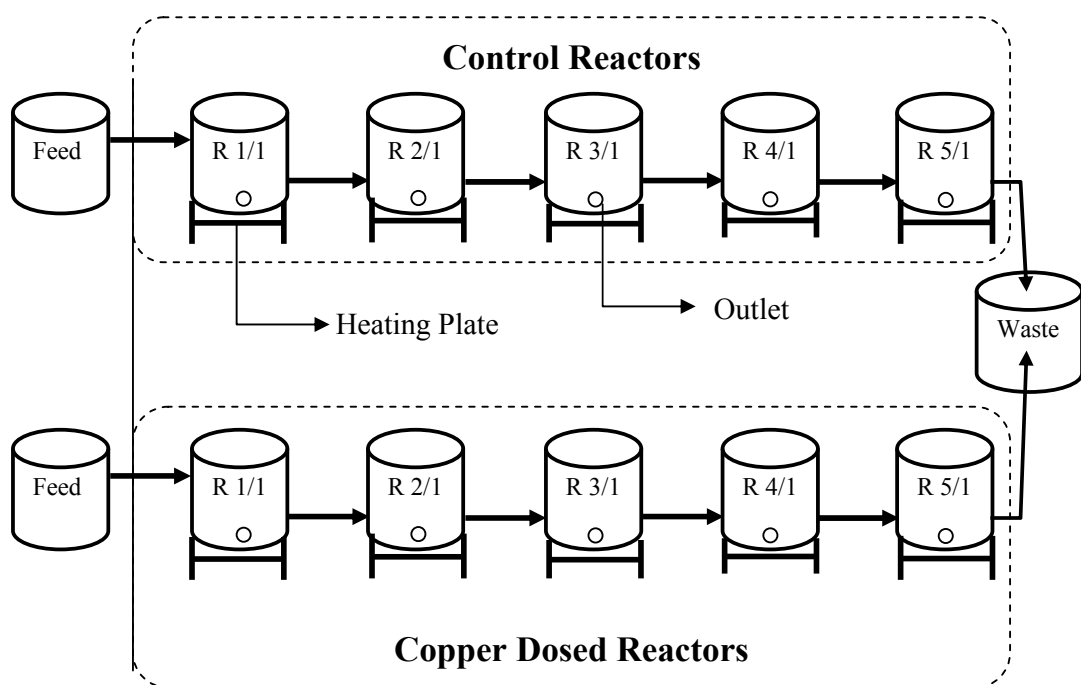 Control Reactors
Feed
R 1/1
R 2/1
R 3/1
R 4/1
R 5/1
Heating Plate
Outlet
Waste
Feed
R 1/1
R 2/1
R 3/1
R 4/1
R 5/1
Copper Dosed Reactors